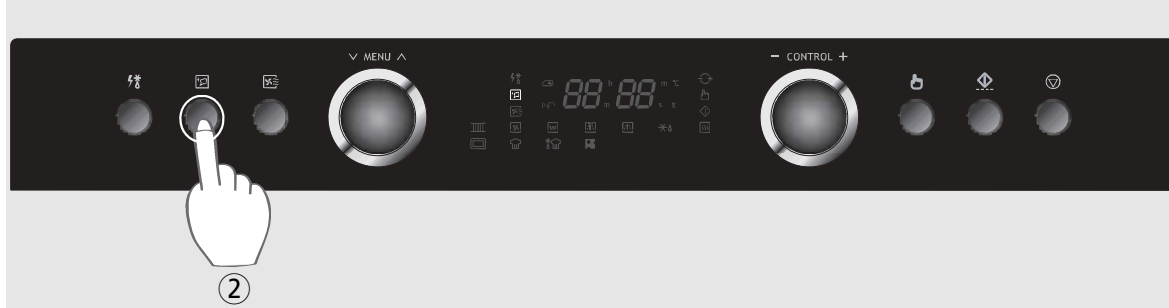 MENU
− CONTROL +
88 h 88 m °C
m s g
②